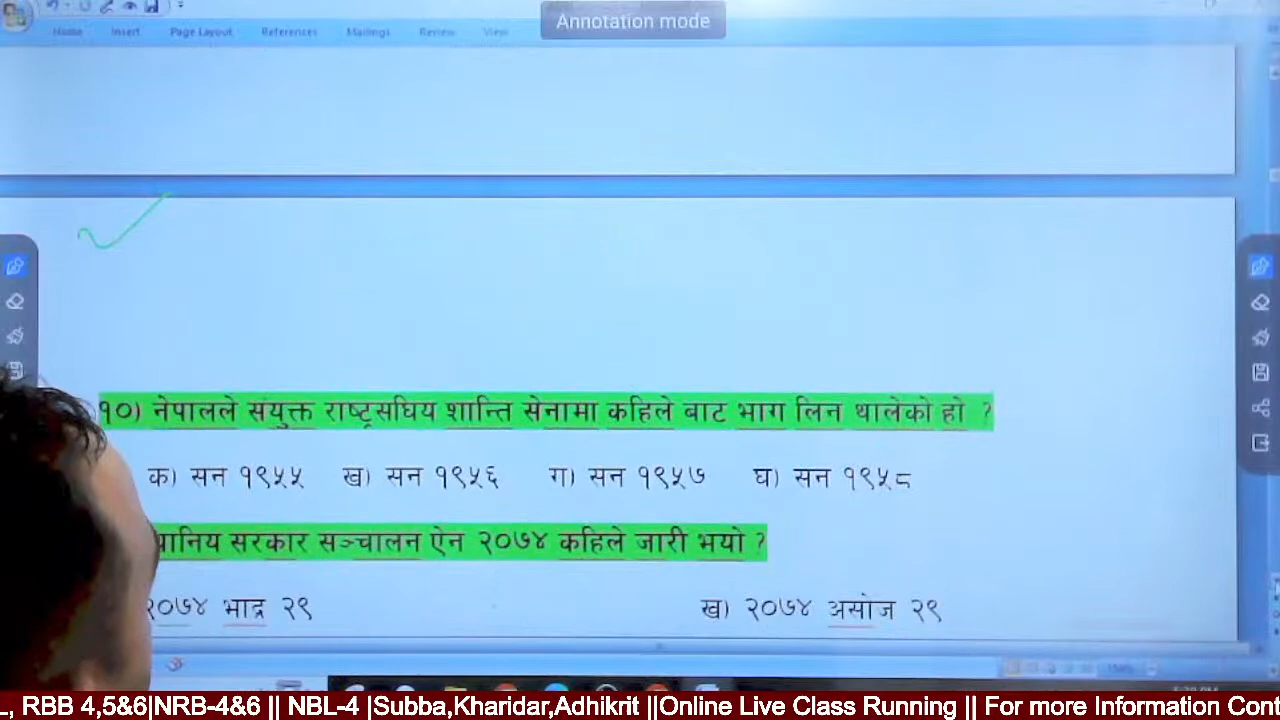 Annotation mode
Home Insert Page Layout References Mailings Review View
१०) नेपालले संयुक्त राष्ट्रसघिय शान्ति सेनामा कहिले बाट भाग लिन थालेको हो ?
क) सन १९५५ ख) सन १९५६ ग) सन १९५७ घ) सन १९५८
सरकार सञ्चालन ऐन २०७४ कहिले जारी भयो ?
२०७४ भाद्र २९ ख) २०७४ असोज २९
RBB 4,5&6|NRB-4&6 || NBL-4 |Subba,Kharidar,Adhikrit ||Online Live Class Running || For more Information